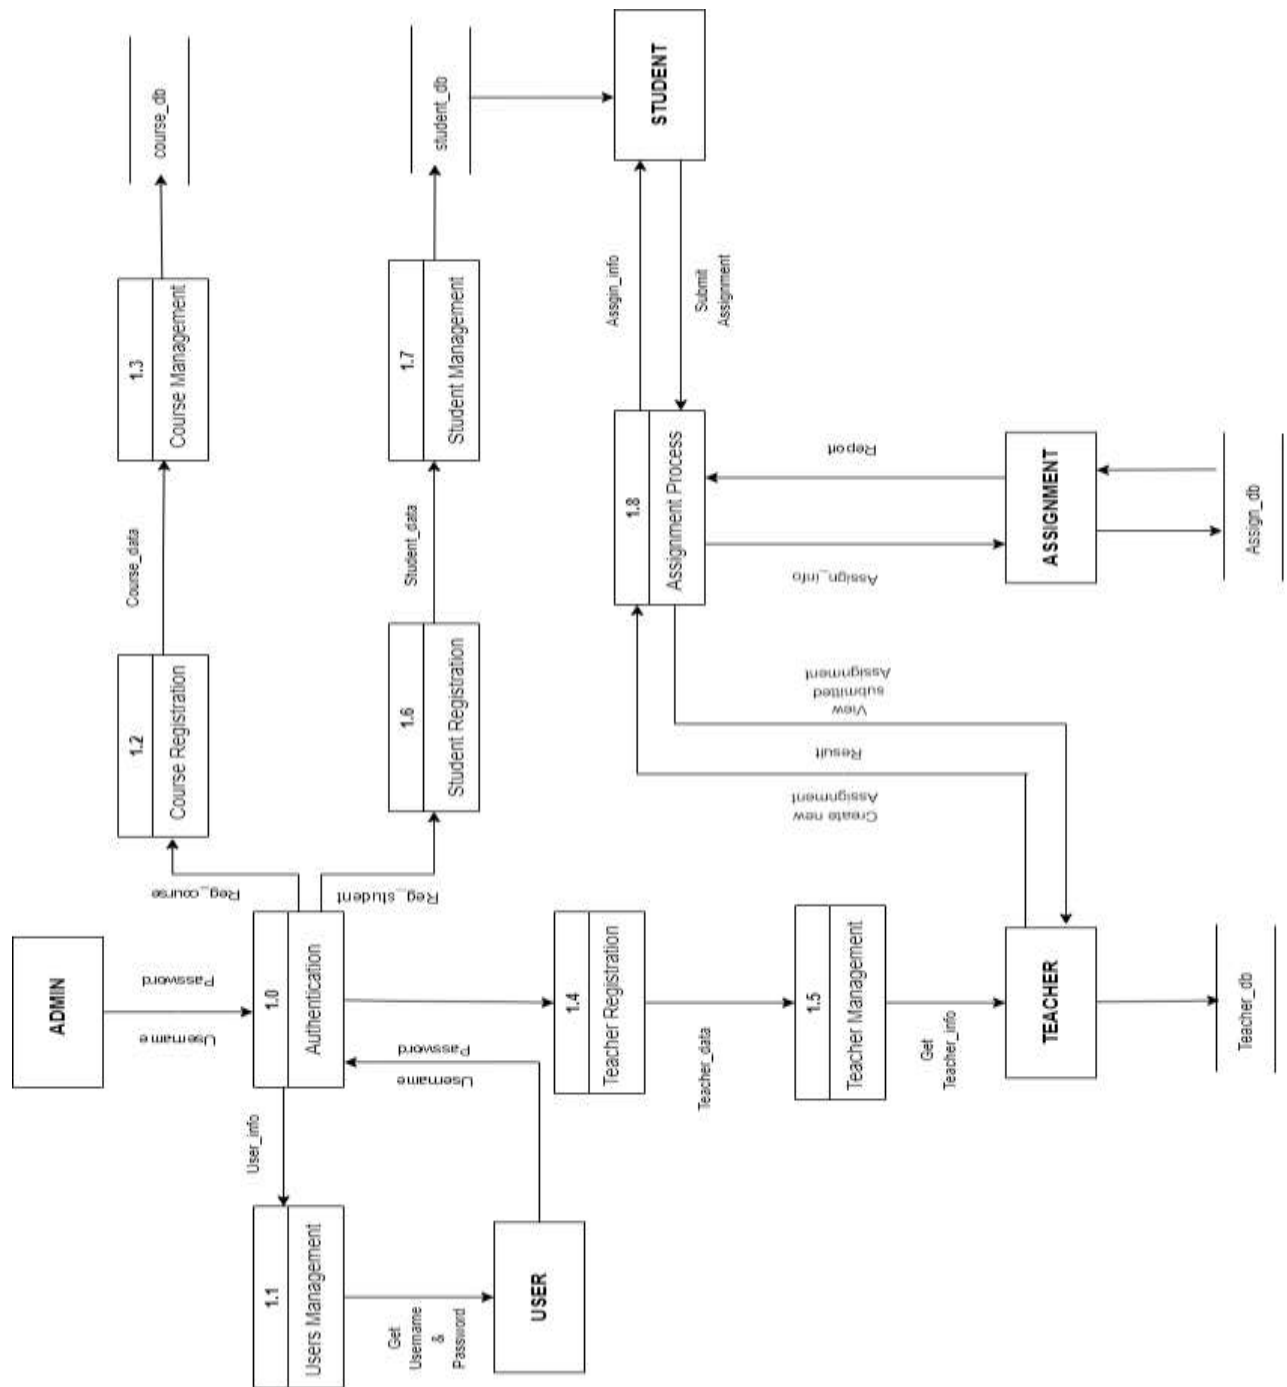 ADMIN
Username
Password
1.0
Authentication
User_info
1.1
Users Management
Get
Username
&
Password
USER
Username
Password
Reg_course
1.2
Course Registration
Course_data
1.3
Course Management
course_db
Reg_student
1.6
Student Registration
Student_data
1.7
Student Management
student_db
STUDENT
1.4
Teacher Registration
Teacher_data
1.5
Teacher Management
Get
Teacher_info
TEACHER
Teacher_db
Create new
Assignment
Result
View
submitted
Assignment
1.8
Assignment Process
Assgin_info
Submit
Assignment
Assign_info
Report
ASSIGNMENT
Assign_db